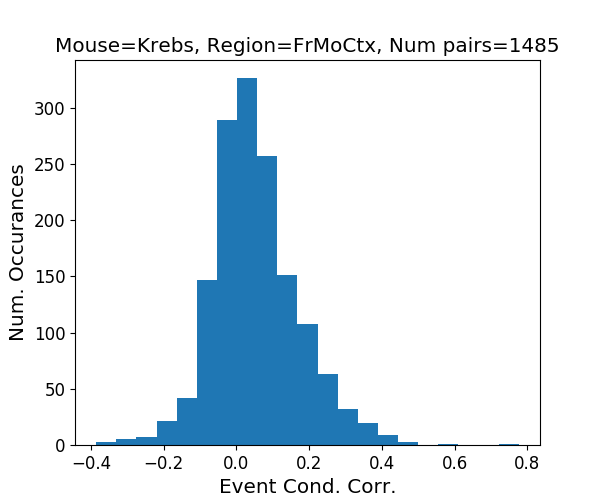 Mouse=Krebs, Region=FrMoCtx, Num pairs=1485
300
250
200
150
100
50
0
Num. Occurances
−0.4 −0.2 0.0 0.2 0.4 0.6 0.8
Event Cond. Corr.